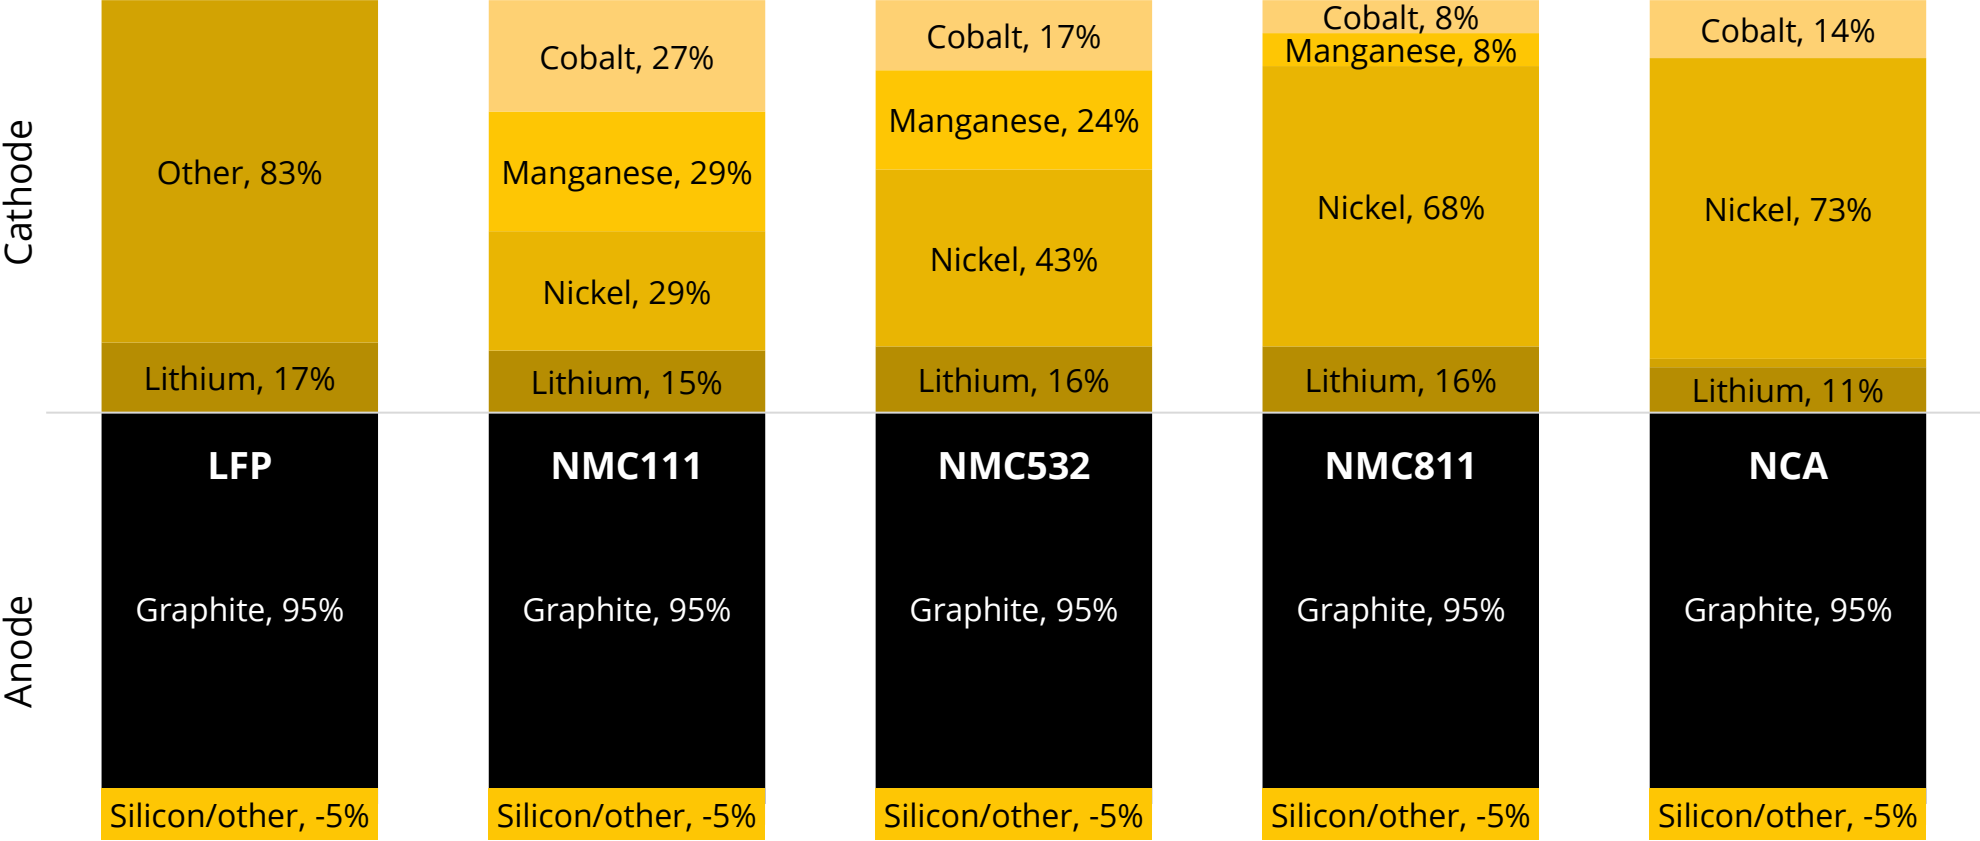 Cathode
Other, 83%
Lithium, 17%
Cobalt, 27%
Manganese, 29%
Nickel, 29%
Lithium, 15%
Cobalt, 17%
Manganese, 24%
Nickel, 43%
Lithium, 16%
Cobalt, 8%
Manganese, 8%
Nickel, 68%
Lithium, 16%
Cobalt, 14%
Nickel, 73%
Lithium, 11%
Anode
LFP
Graphite, 95%
Silicon/other, -5%
NMC111
Graphite, 95%
Silicon/other, -5%
NMC532
Graphite, 95%
Silicon/other, -5%
NMC811
Graphite, 95%
Silicon/other, -5%
NCA
Graphite, 95%
Silicon/other, -5%